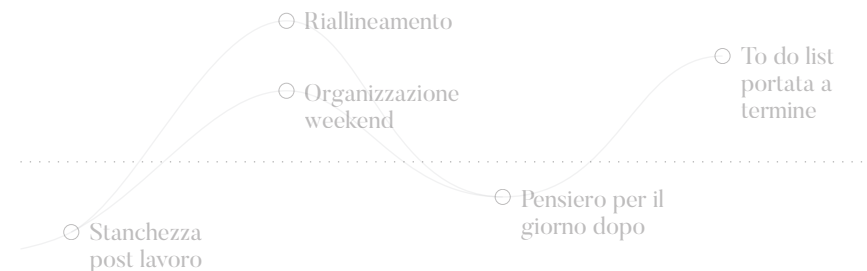 Riallineamento
Organizzazione
weekend
Stanchezza
post lavoro
Pensiero per il
giorno dopo
To do list
portata a
termine